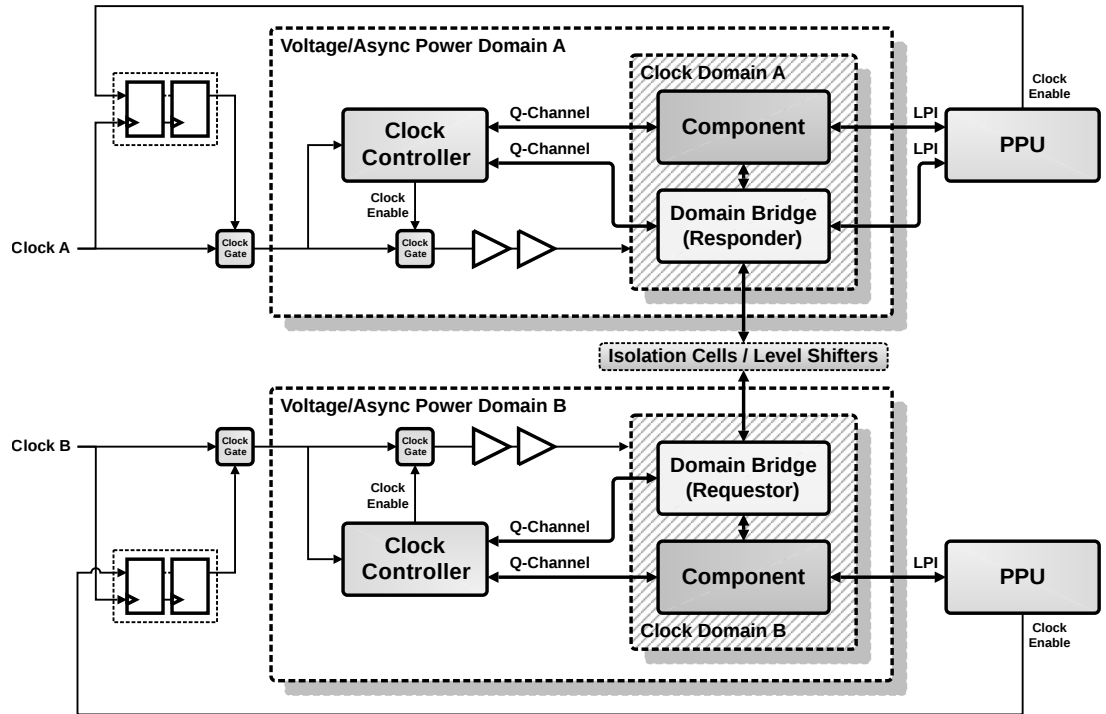 Voltage/Async Power Domain A
Clock Domain A
Clock
Enable
Q-Channel
Component
LPI
Clock
Controller
PPU
Q-Channel
LPI
Clock
Enable
Domain Bridge
(Responder)
Clock A
Clock
Gate
Clock
Gate
Isolation Cells / Level Shifters
Voltage/Async Power Domain B
Clock B
Clock
Gate
Clock
Gate
Domain Bridge
(Requestor)
Clock
Enable
Q-Channel
Clock
Controller
Q-Channel
Component
LPI
PPU
Clock Domain B
Clock
Enable